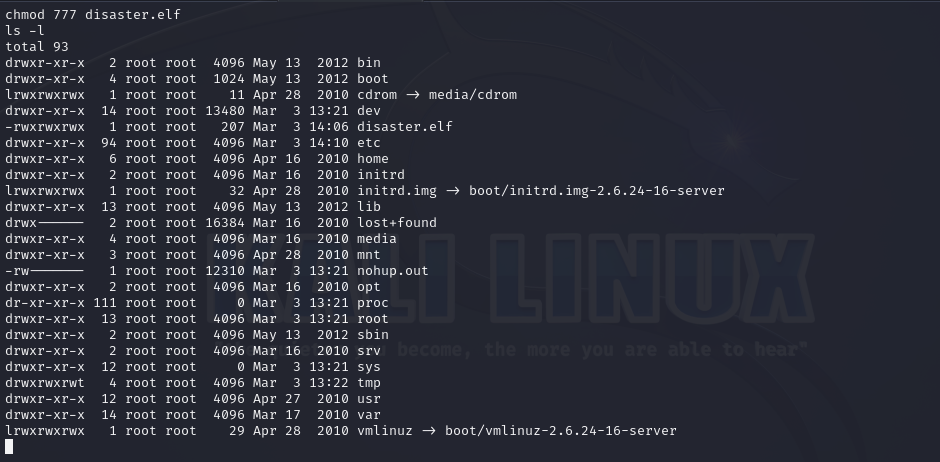 chmod 777 disaster.elf
ls -l
total 93
drwxr-xr-x   2 root root  4096 May 13  2012 bin
drwxr-xr-x   4 root root  1024 May 13  2012 boot
lrwxrwxrwx   1 root root    11 Apr 28  2010 cdrom -> media/cdrom
drwxr-xr-x  14 root root 13480 Mar  3 13:21 dev
-rwxrwxrwx   1 root root   207 Mar  3 14:06 disaster.elf
drwxr-xr-x  94 root root  4096 Mar  3 14:10 etc
drwxr-xr-x   6 root root  4096 Apr 16  2010 home
drwxr-xr-x   2 root root  4096 Mar 16  2010 initrd
lrwxrwxrwx   1 root root    32 Apr 28  2010 initrd.img -> boot/initrd.img-2.6.24-16-server
drwxr-xr-x  13 root root  4096 May 13  2012 lib
drwx------   2 root root 16384 Mar 16  2010 lost+found
drwxr-xr-x   4 root root  4096 Mar 16  2010 media
drwxr-xr-x   3 root root  4096 Apr 28  2010 mnt
-rw-------   1 root root 12310 Mar  3 13:21 nohup.out
drwxr-xr-x   2 root root  4096 Mar 16  2010 opt
dr-xr-xr-x 111 root root     0 Mar  3 13:21 proc
drwxr-xr-x  13 root root  4096 Mar  3 13:21 root
drwxr-xr-x   2 root root  4096 May 13  2012 sbin
drwxr-xr-x   2 root root  4096 Mar 16  2010 srv
drwxr-xr-x  12 root root     0 Mar  3 13:21 sys
drwxrwxrwt   4 root root  4096 Mar  3 13:22 tmp
drwxr-xr-x  12 root root  4096 Apr 27  2010 usr
drwxr-xr-x  14 root root  4096 Mar 17  2010 var
lrwxrwxrwx   1 root root    29 Apr 28  2010 vmlinuz -> boot/vmlinuz-2.6.24-16-server
KALI LINUX
become, the more you are able to hear"